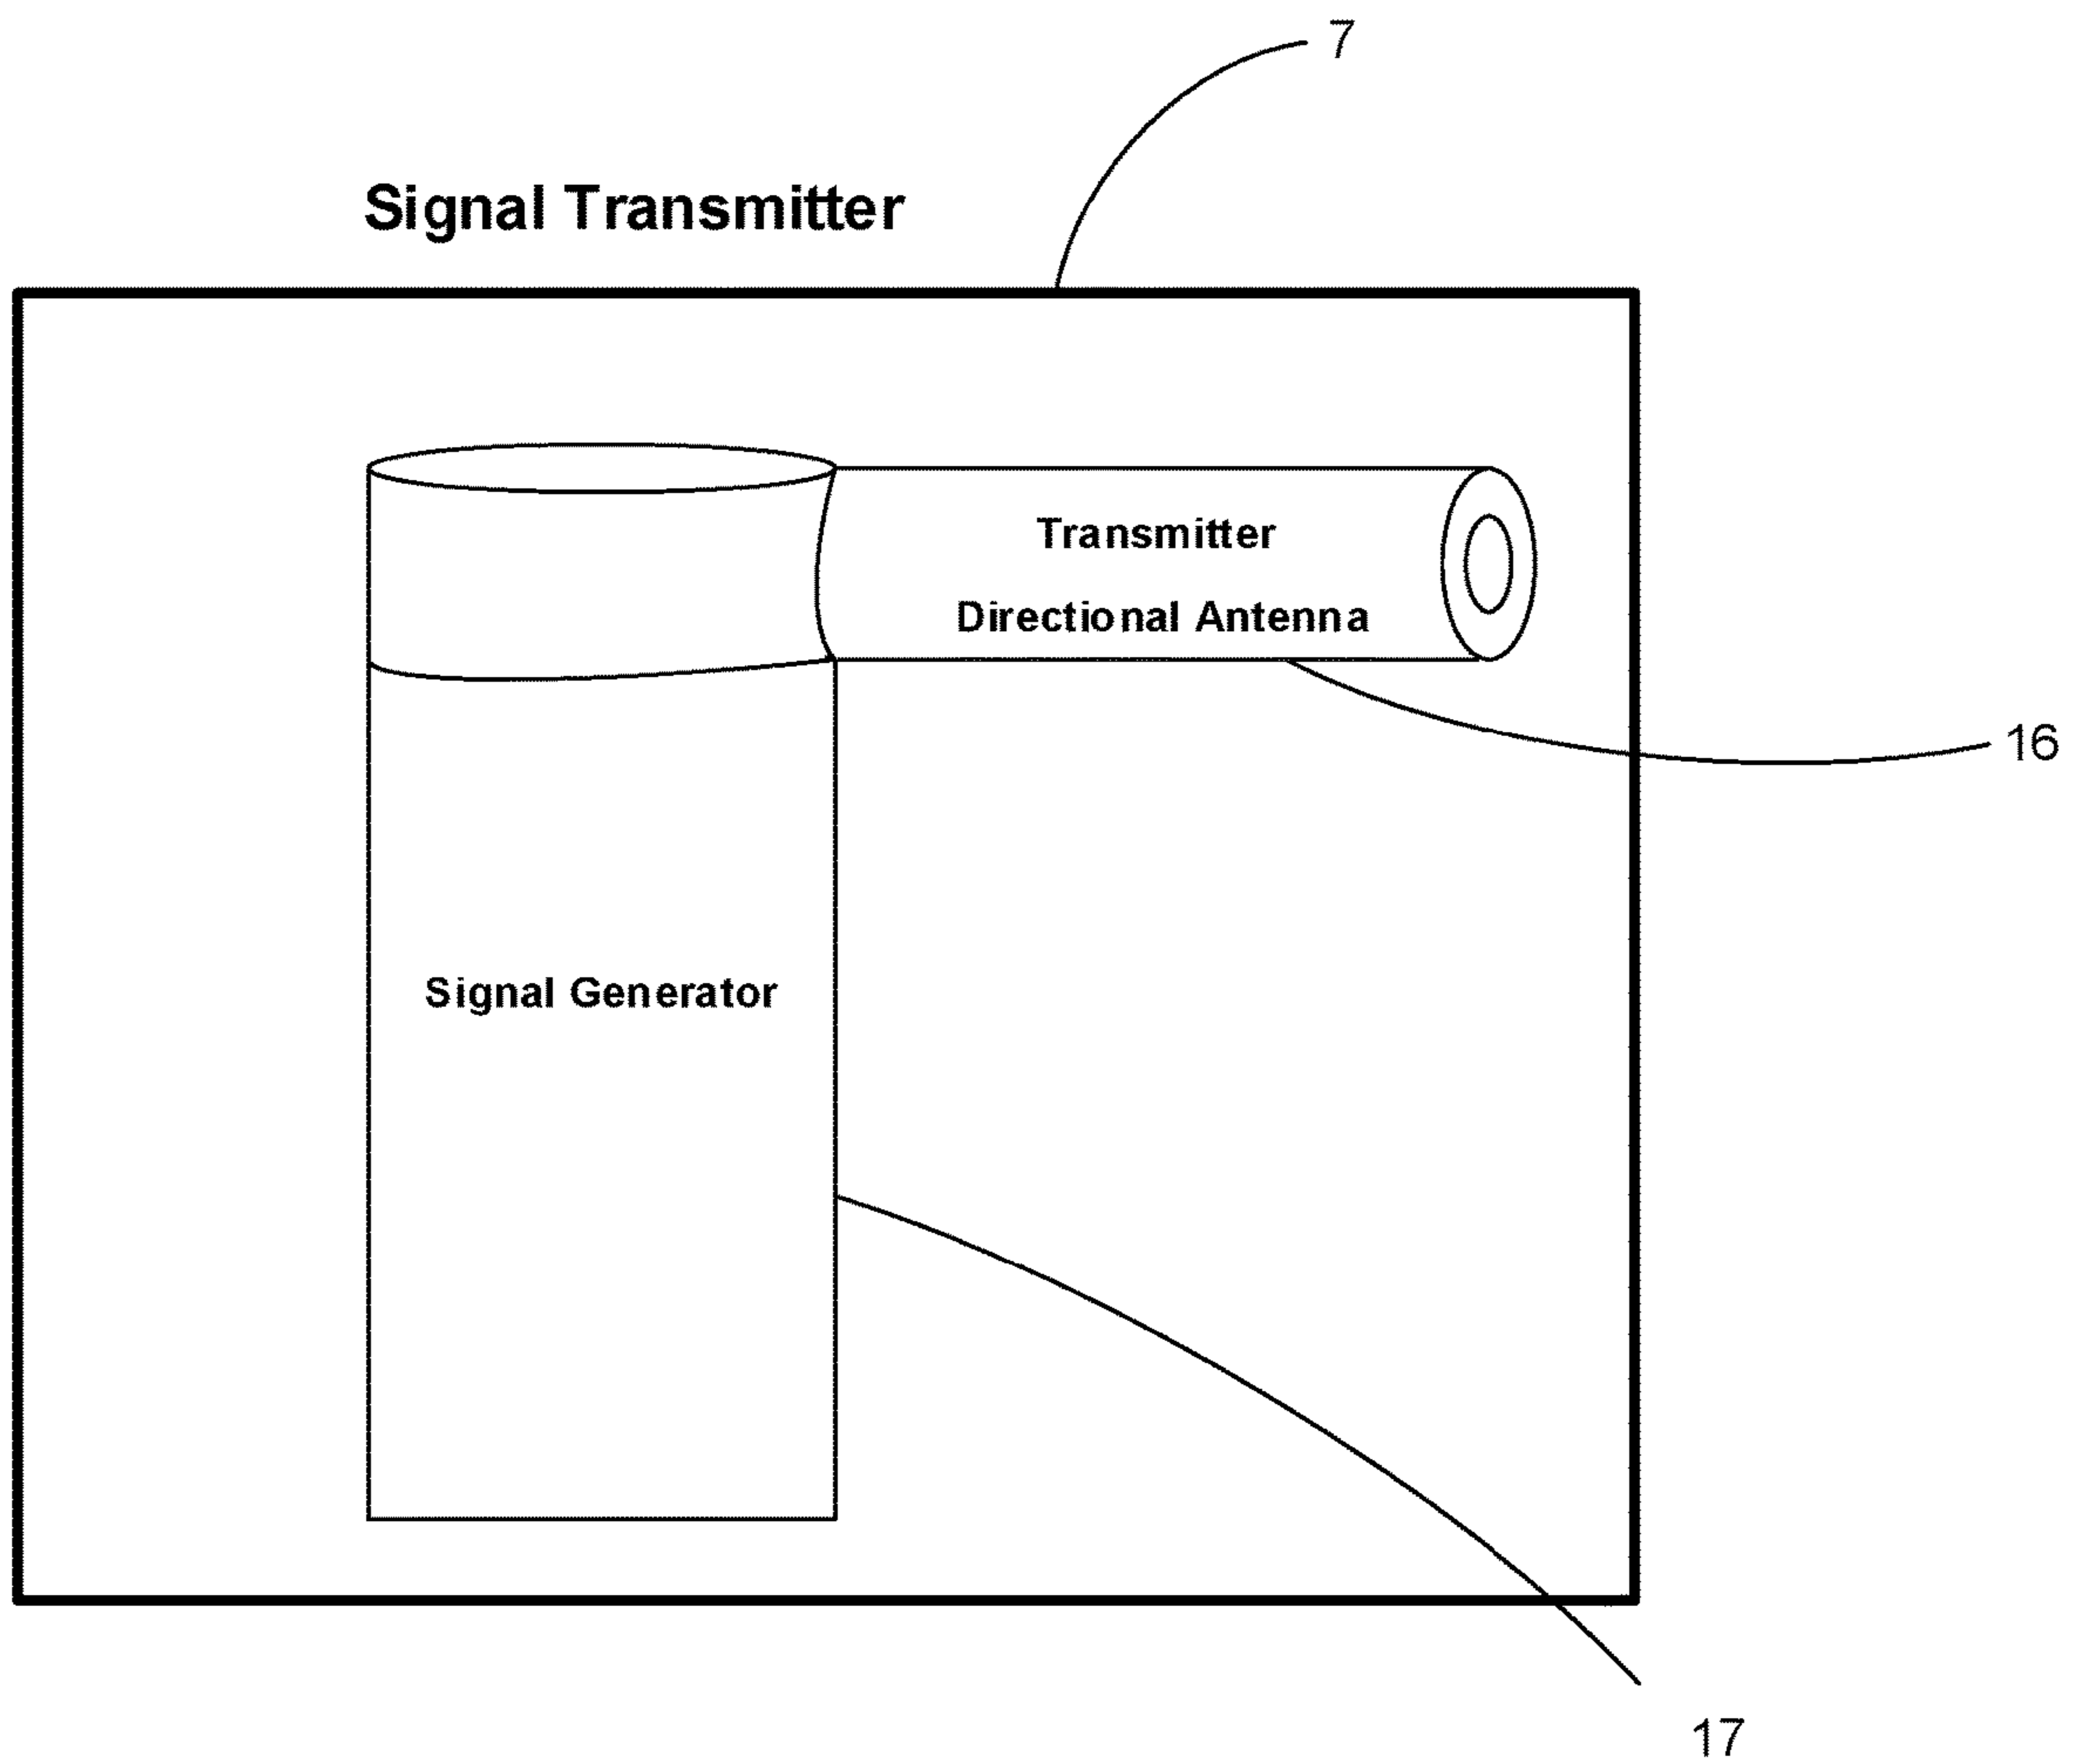 7
Signal Transmitter
Transmitter
Directional Antenna
16
Signal Generator
17